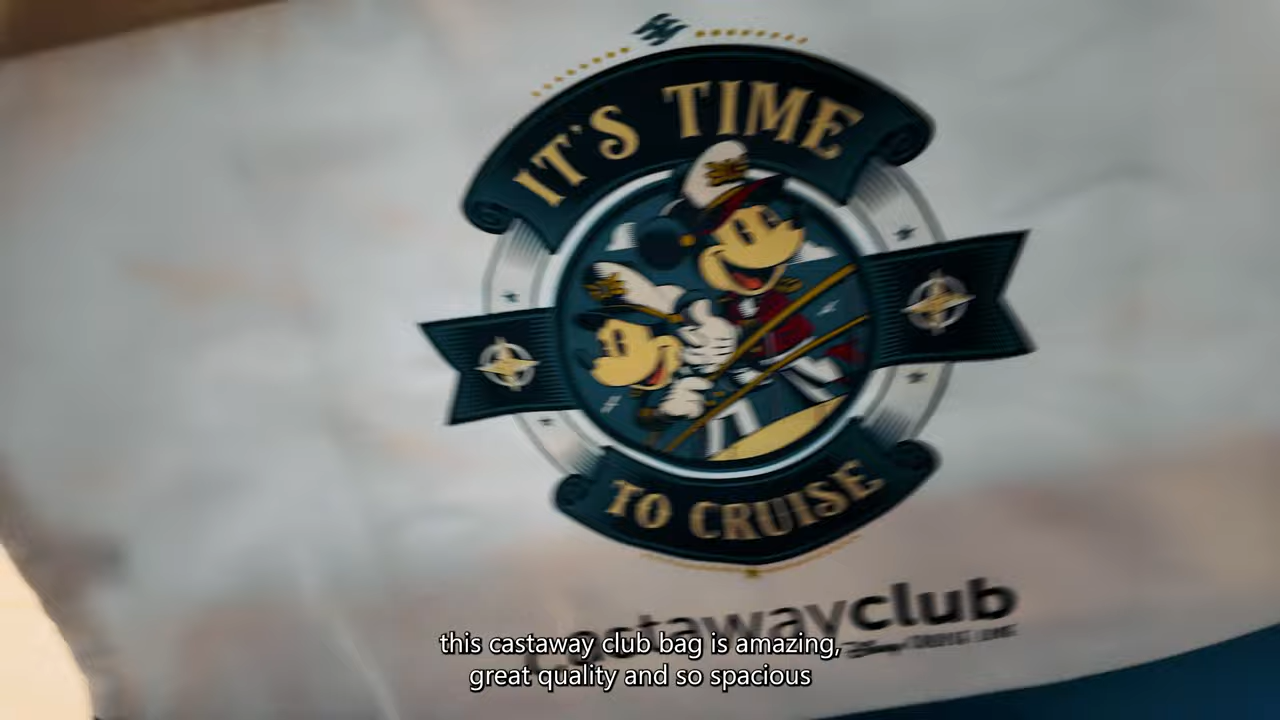 IT'S TIME
TO CRUISE
castawayclub
this castaway club bag is amazing,
great quality and so spacious